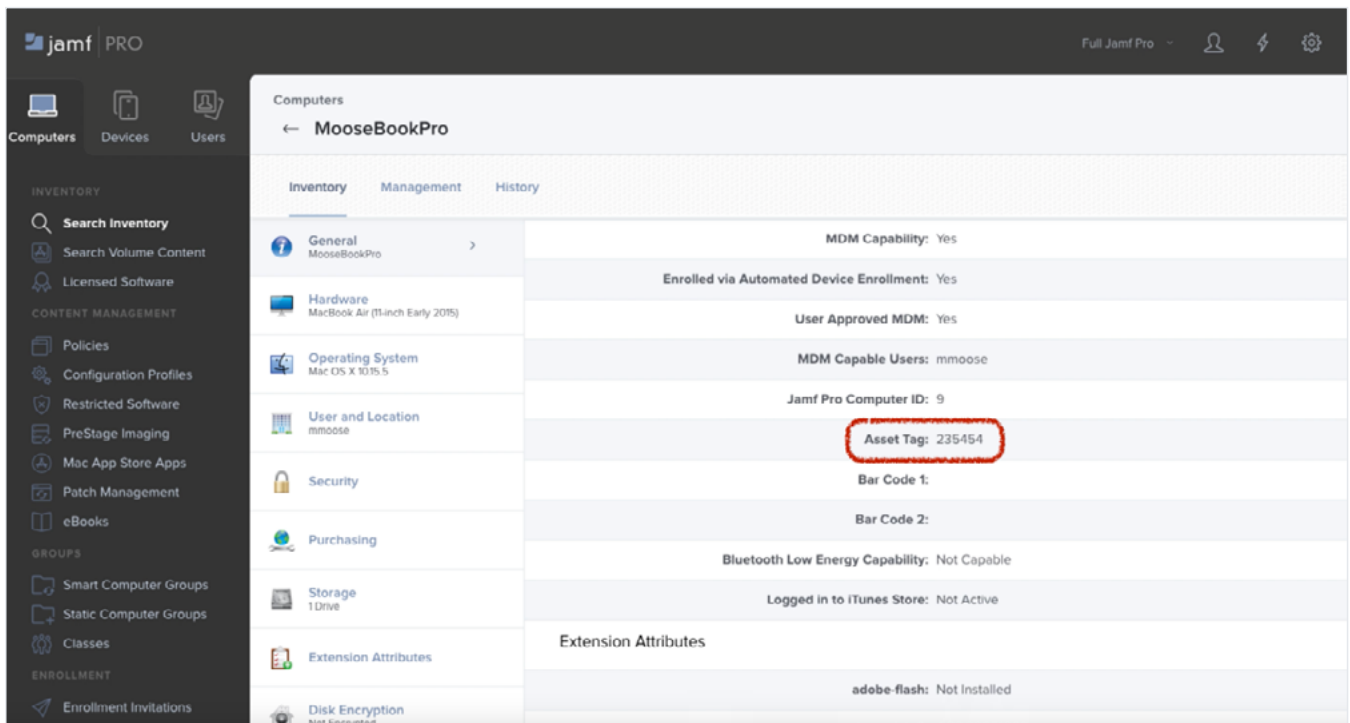 jamf PRO
Full Jamf Pro
Computers
Devices
Users
INVENTORY
Search Inventory
Search Volume Content
Licensed Software
CONTENT MANAGEMENT
Policies
Configuration Profiles
Restricted Software
PreStage Imaging
Mac App Store Apps
Patch Management
eBooks
GROUPS
Smart Computer Groups
Static Computer Groups
Classes
ENROLLMENT
Enrollment Invitations
Computers
← MooseBookPro
Inventory
Management
History
General
MooseBookPro
Hardware
MacBook Air (11-inch Early 2015)
Operating System
Mac OS X 10.15.5
User and Location
mmoose
Security
Purchasing
Storage
1 Drive
Extension Attributes
Disk Encryption
Not Encrypted
MDM Capability: Yes
Enrolled via Automated Device Enrollment: Yes
User Approved MDM: Yes
MDM Capable Users: mmoose
Jamf Pro Computer ID: 9
Asset Tag: 235454
Bar Code 1:
Bar Code 2:
Bluetooth Low Energy Capability: Not Capable
Logged in to iTunes Store: Not Active
Extension Attributes
adobe-flash: Not Installed